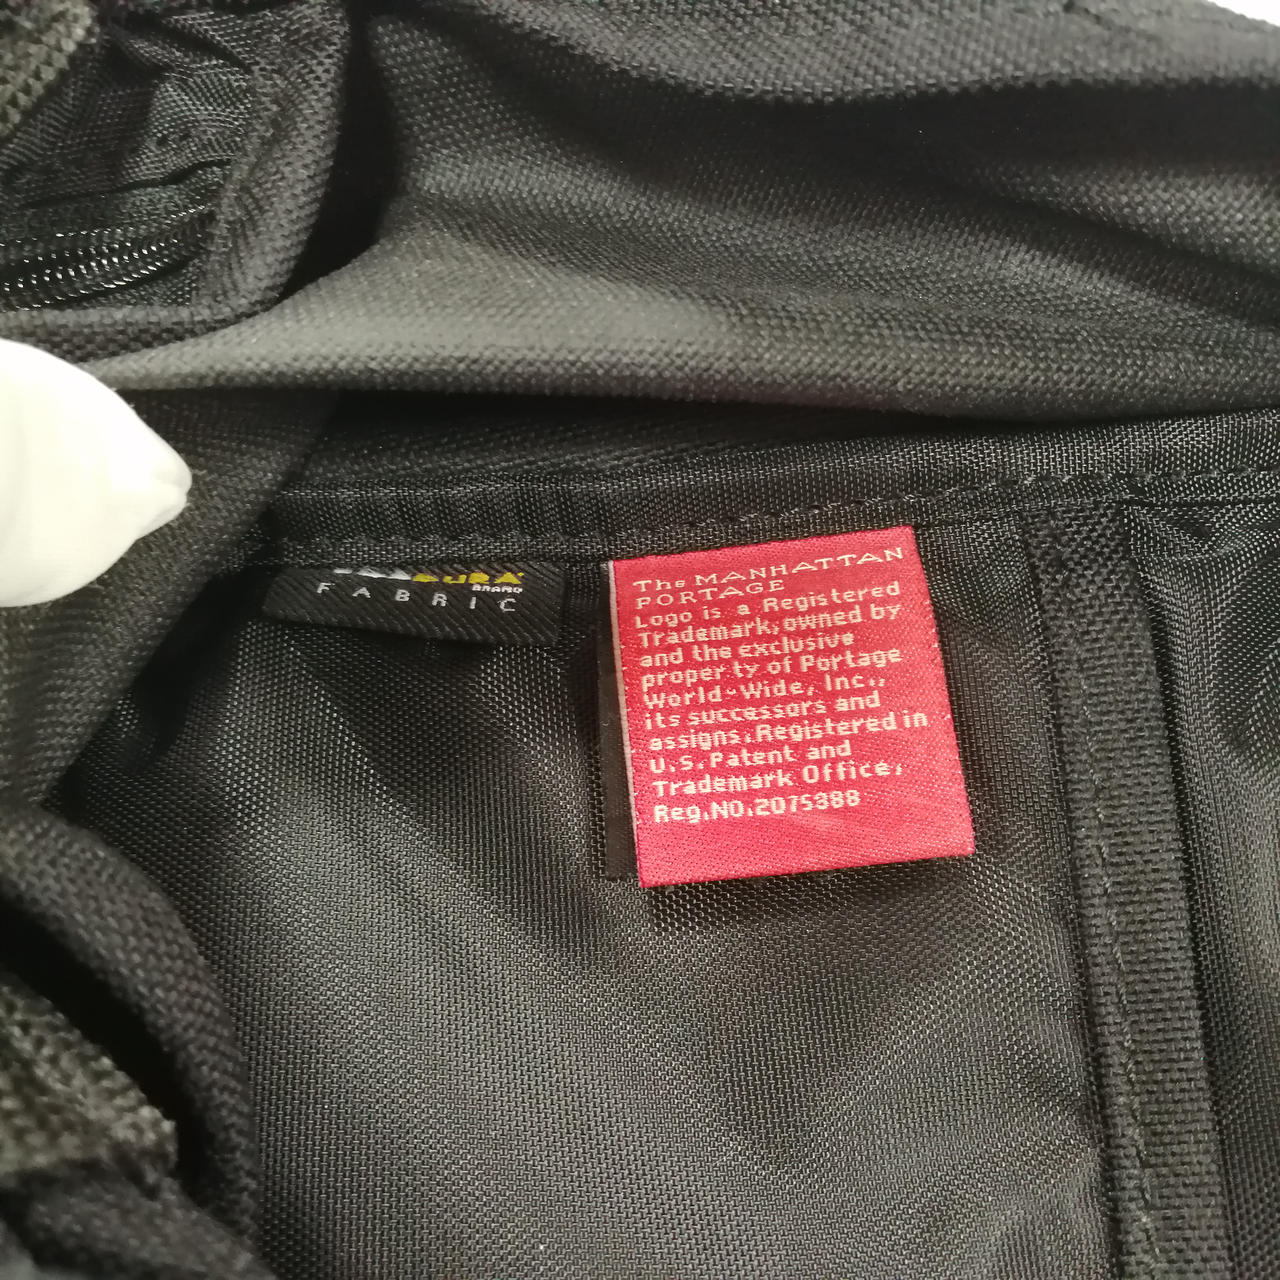 CORDURA
BRAND
FABRIC
The MANHATTAN
PORTAGE
Logo is a Registered
Trademark, owned by
and the exclusive
property of Portage
World-Wide, Inc.,
its successors and
assigns. Registered in
U.S. Patent and
Trademark Office,
Reg.NO.2075388